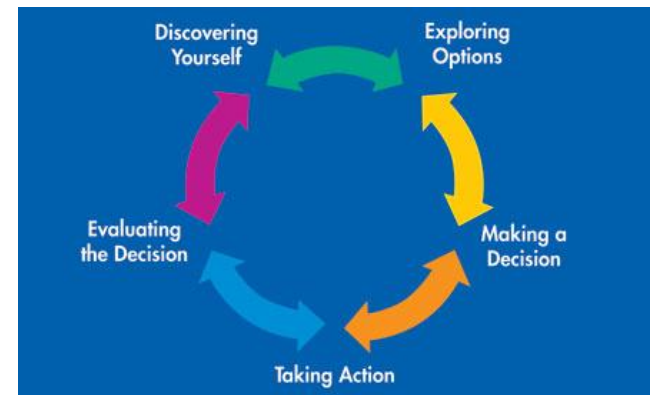 Discovering
Yourself
Exploring
Options
Making a
Decision
Taking Action
Evaluating
the Decision